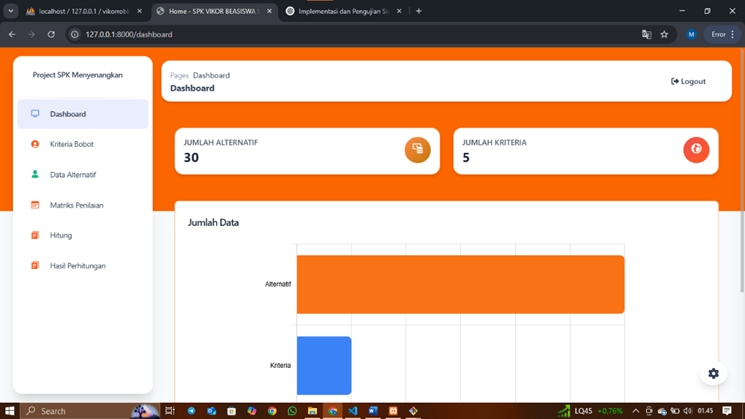 localhost / 127.0.0.1 / vikorrobi
Home - SPK VIKOR BEASISWA S
Implementasi dan Pengujian Sis
127.0.0.1:8000/dashboard
M
Error
Project SPK Menyenangkan
Dashboard
Kriteria Bobot
Data Alternatif
Matriks Penilaian
Hitung
Hasil Perhitungan
Pages Dashboard
Dashboard
Logout
JUMLAH ALTERNATIF
30
JUMLAH KRITERIA
5
Jumlah Data
Alternatif
Kriteria
Search
LQ45 +0,76%
01.45